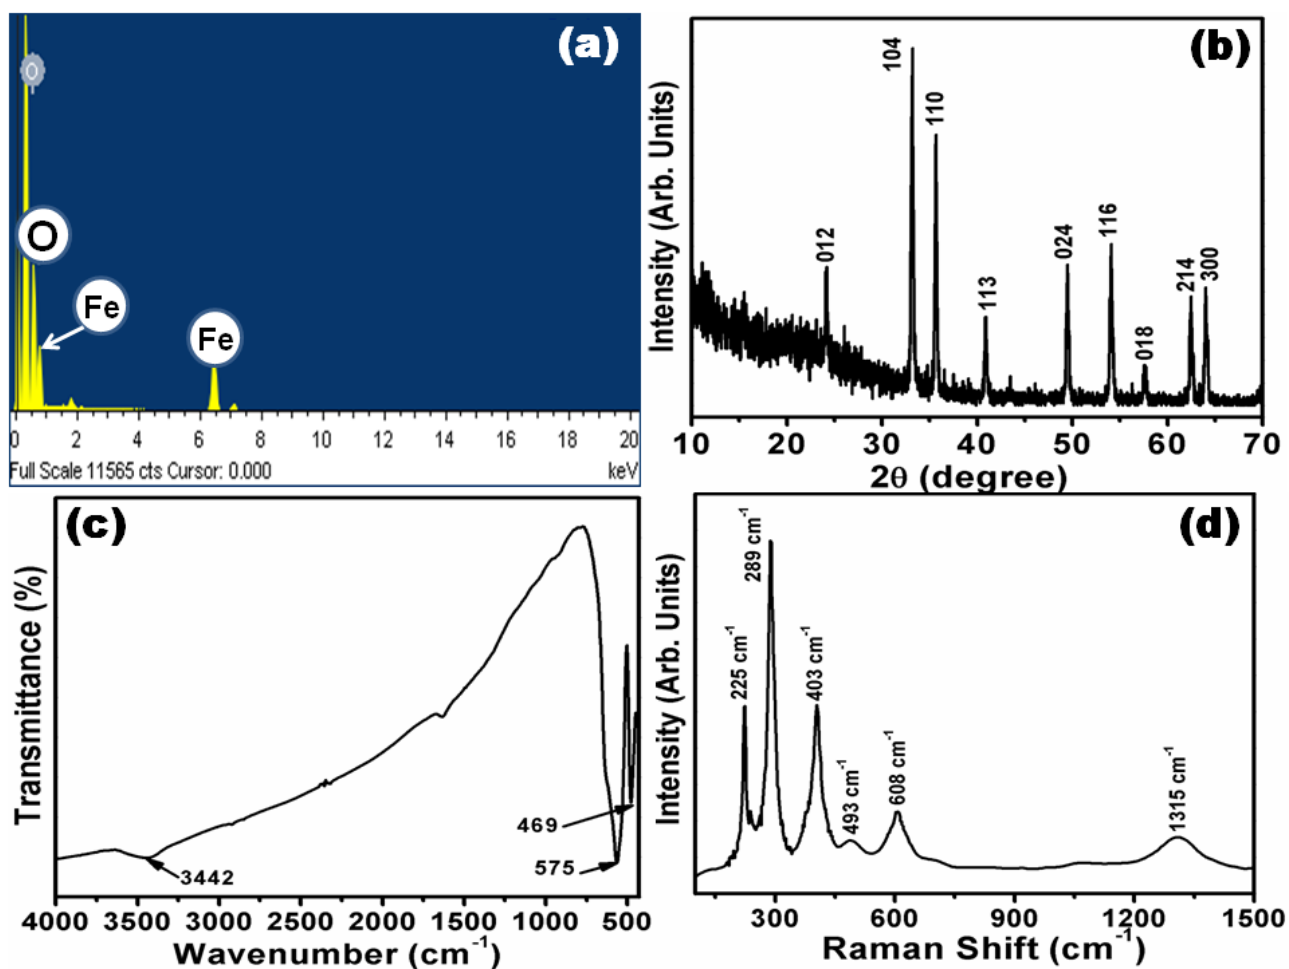 (a)
O
O
Fe
Fe
0 2 4 6 8 10 12 14 16 18 20
Full Scale 11565 cts Cursor: 0.000 keV
(b)
Intensity (Arb. Units)
012
104
110
113
024
116
018
214
300
10 20 30 40 50 60 70
2θ (degree)
(c)
Transmittance (%)
3442
469
575
4000 3500 3000 2500 2000 1500 1000 500
Wavenumber (cm⁻¹)
(d)
Intensity (Arb. Units)
225 cm⁻¹
289 cm⁻¹
403 cm⁻¹
493 cm⁻¹
608 cm⁻¹
1315 cm⁻¹
300 600 900 1200 1500
Raman Shift (cm⁻¹)